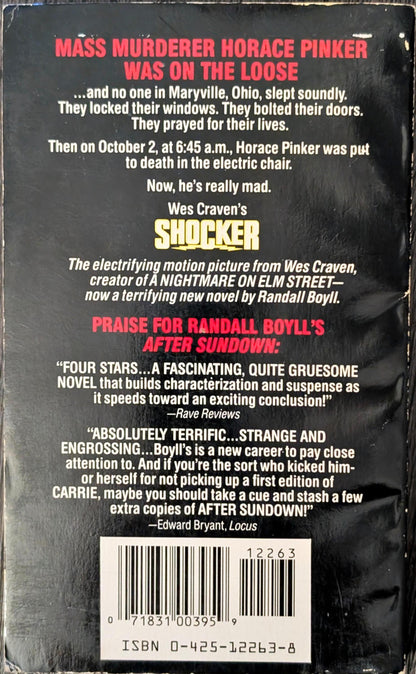 MASS MURDERER HORACE PINKER
WAS ON THE LOOSE
...and no one in Maryville, Ohio, slept soundly.
They locked their windows. They bolted their doors.
They prayed for their lives.
Then on October 2, at 6:45 a.m., Horace Pinker was put
to death in the electric chair.
Now, he's really mad.
Wes Craven's
SHOCKER
The electrifying motion picture from Wes Craven,
creator of A NIGHTMARE ON ELM STREET—
now a terrifying new novel by Randall Boyll.
PRAISE FOR RANDALL BOYLL'S
AFTER SUNDOWN:
"FOUR STARS...A FASCINATING, QUITE GRUESOME
NOVEL that builds characterization and suspense as
it speeds toward an exciting conclusion!"
—Rave Reviews
"ABSOLUTELY TERRIFIC...STRANGE AND
ENGROSSING...Boyll's is a new career to pay close
attention to. And if you're the sort who kicked him-
or herself for not picking up a first edition of
CARRIE, maybe you should take a cue and stash a few
extra copies of AFTER SUNDOWN!"
—Edward Bryant, Locus
12263
0 71831 00395 9
ISBN 0-425-12263-8